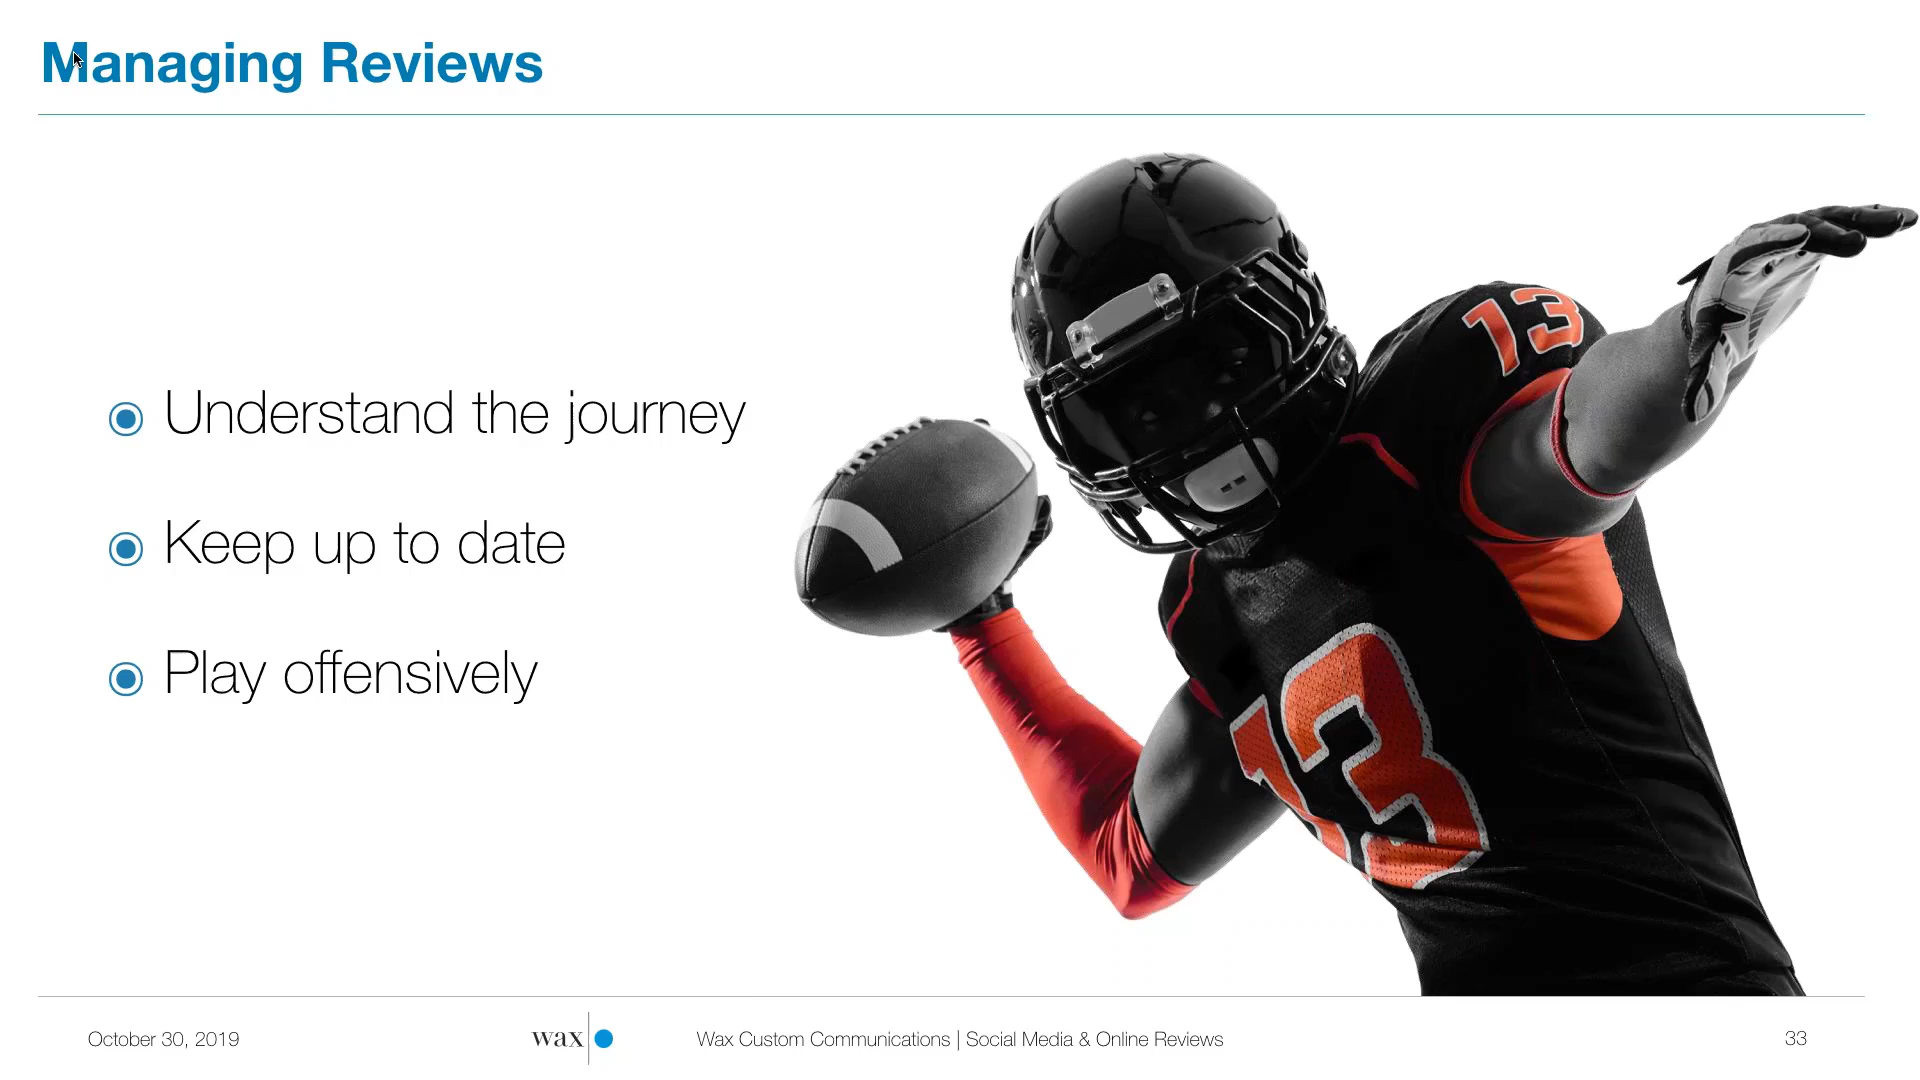 Managing Reviews
Understand the journey
Keep up to date
Play offensively
13
13
October 30, 2019
wax
Wax Custom Communications | Social Media & Online Reviews
33